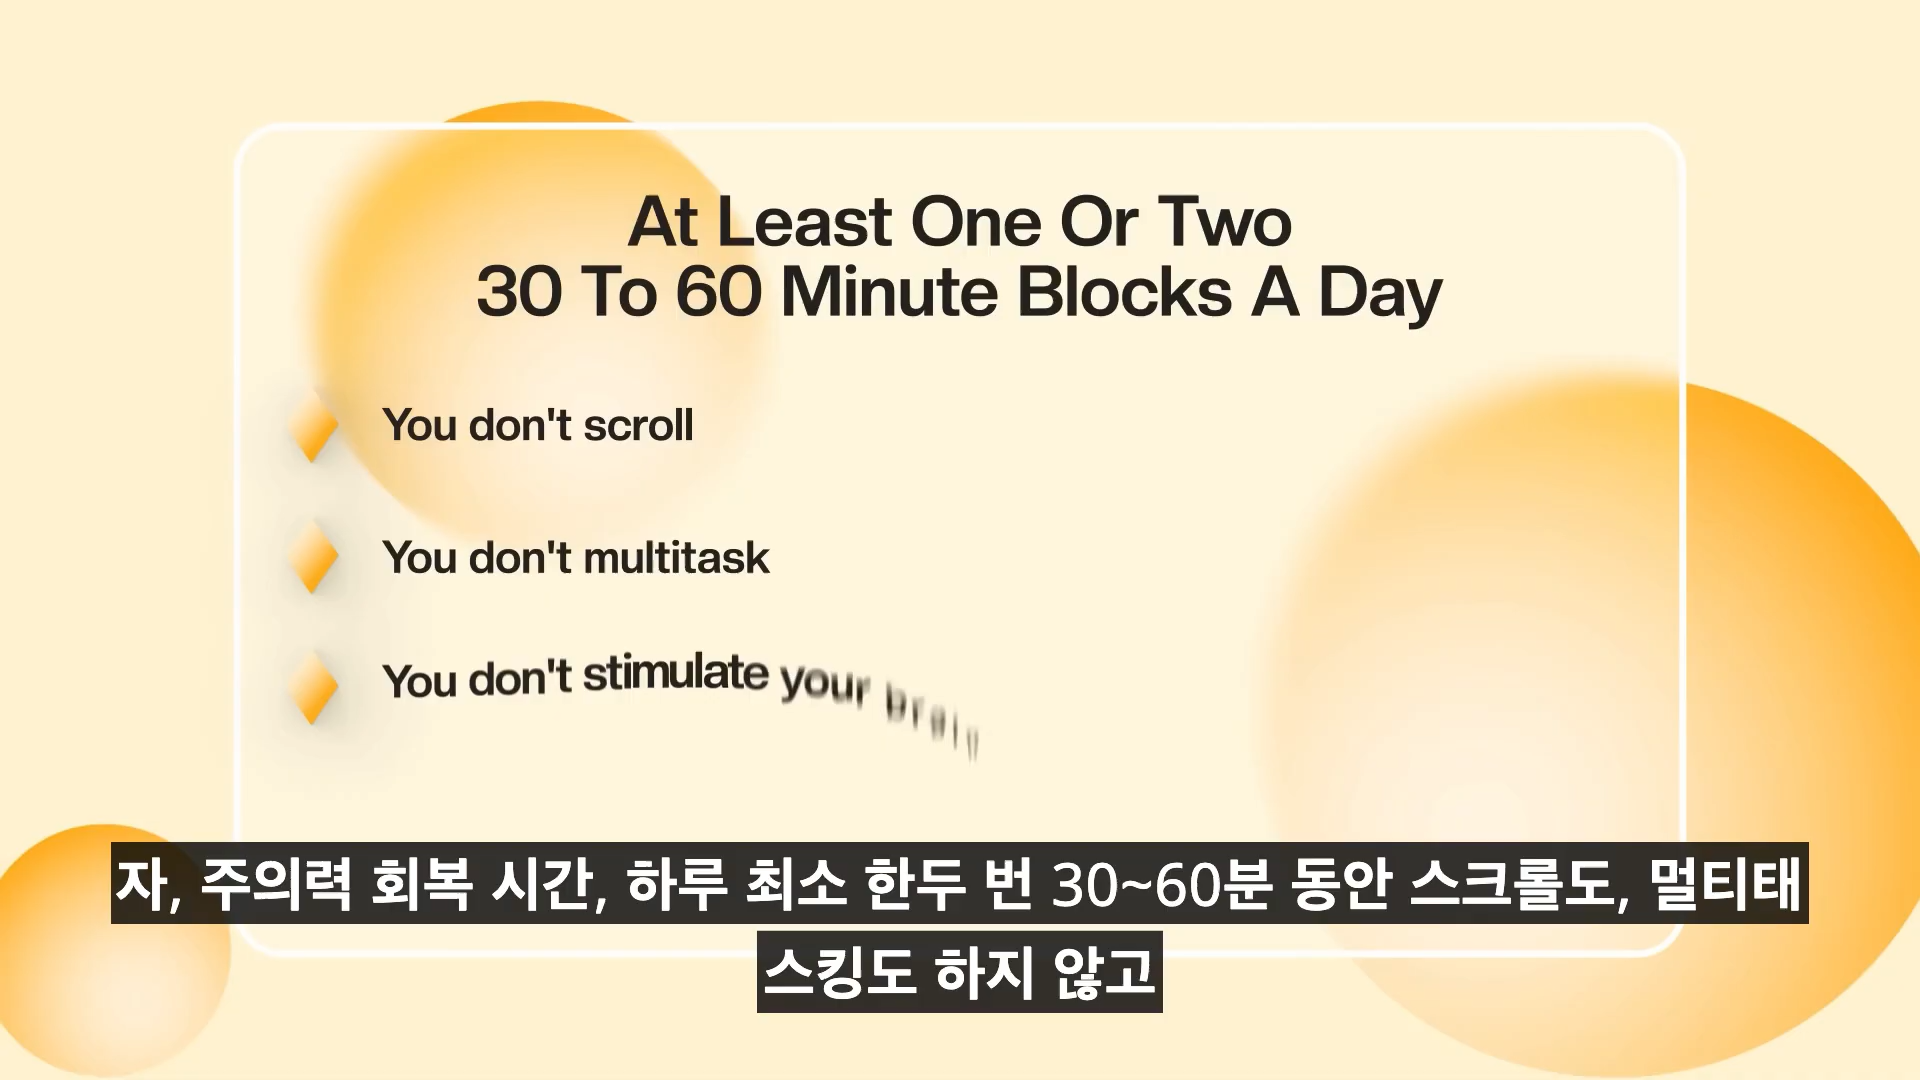 At Least One Or Two
30 To 60 Minute Blocks A Day
You don't scroll
You don't multitask
You don't stimulate your brain
자, 주의력 회복 시간, 하루 최소 한두 번 30~60분 동안 스크롤도, 멀티태
스킹도 하지 않고